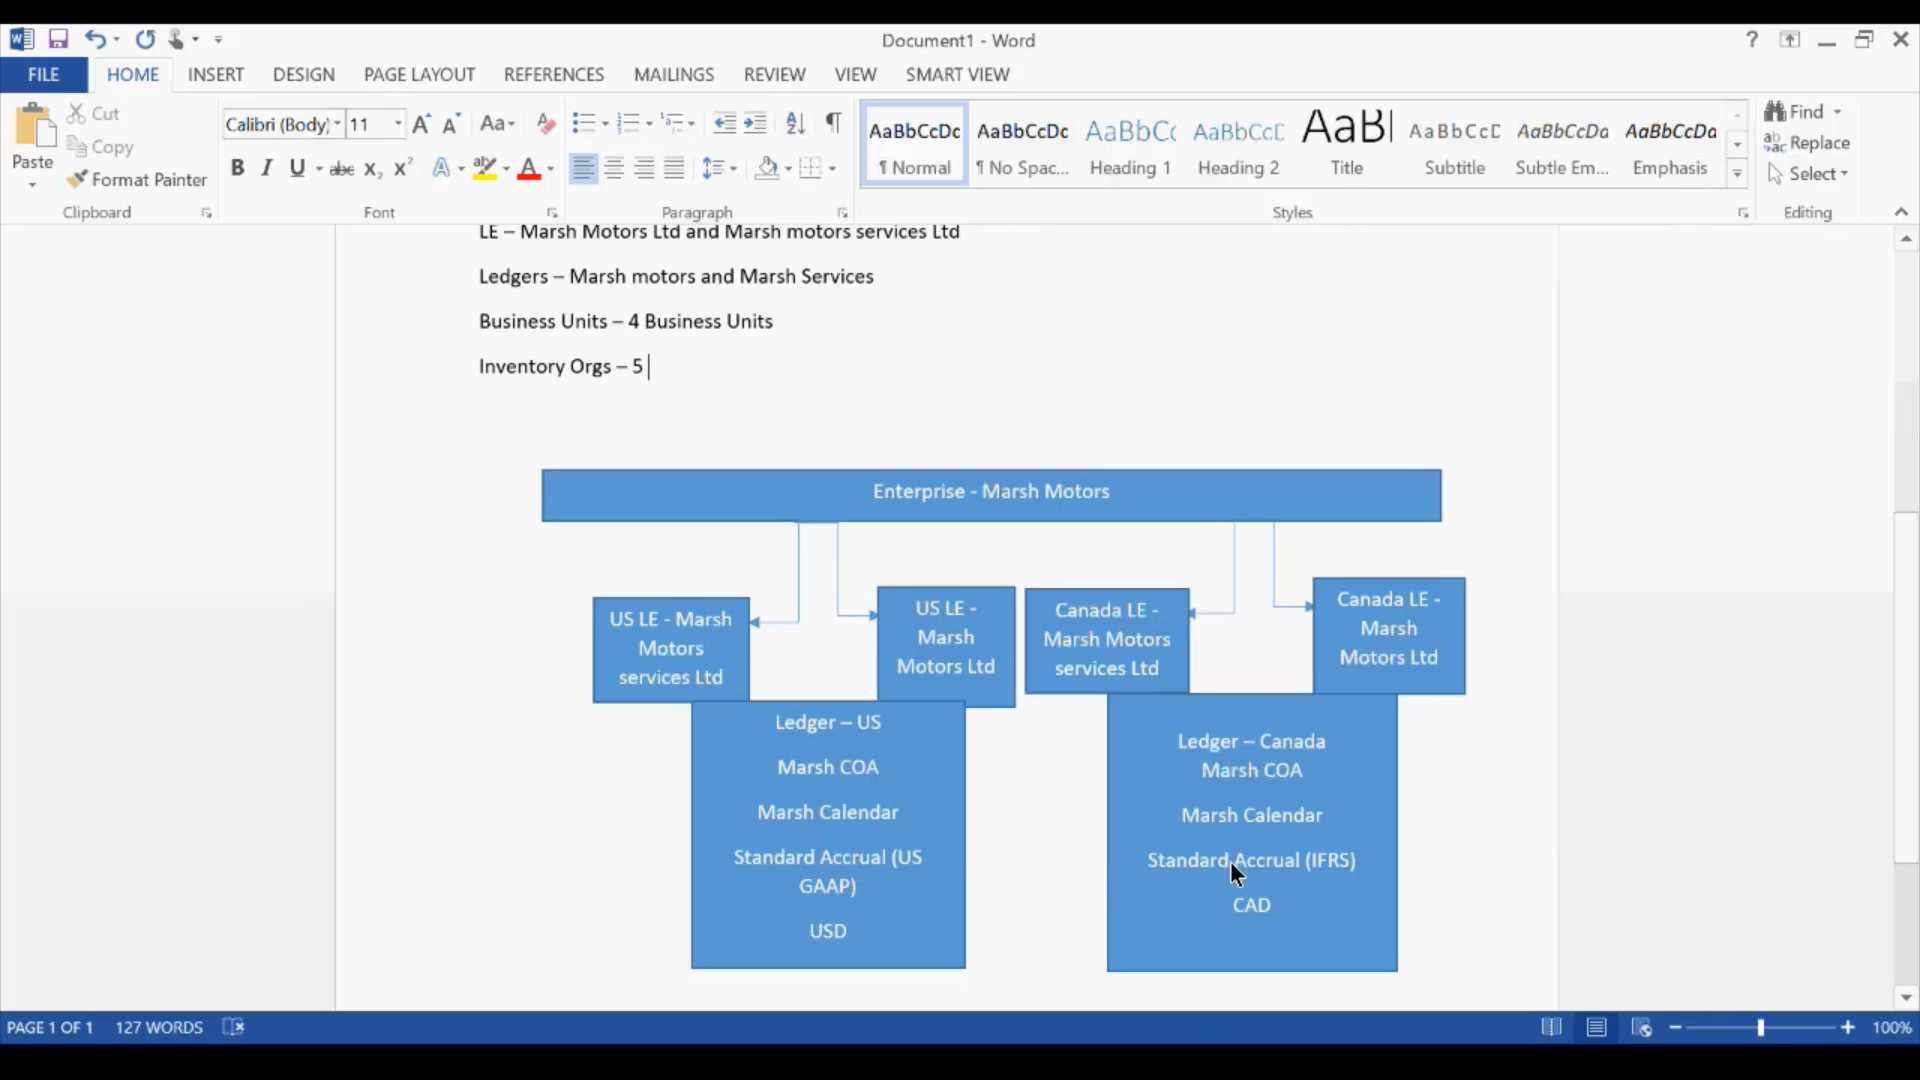 Document1 - Word
?
FILE
HOME
INSERT
DESIGN
PAGE LAYOUT
REFERENCES
MAILINGS
REVIEW
VIEW
SMART VIEW
Paste
Cut
Copy
Format Painter
Clipboard
Calibri (Body)
11
Font
Paragraph
AaBbCcDc
¶ Normal
AaBbCcDc
¶ No Spac...
AaBbCc
Heading 1
AaBbCcD
Heading 2
AaBl
Title
AaBbCcD
Subtitle
AaBbCcDa
Subtle Em...
AaBbCcDa
Emphasis
Styles
Find
Replace
Select
Editing
LE – Marsh Motors Ltd and Marsh motors services Ltd
Ledgers – Marsh motors and Marsh Services
Business Units – 4 Business Units
Inventory Orgs – 5
Enterprise - Marsh Motors
US LE - Marsh
Motors
services Ltd
US LE -
Marsh
Motors Ltd
Canada LE -
Marsh Motors
services Ltd
Canada LE -
Marsh
Motors Ltd
Ledger – US
Marsh COA
Marsh Calendar
Standard Accrual (US
GAAP)
USD
Ledger – Canada
Marsh COA
Marsh Calendar
Standard Accrual (IFRS)
CAD
PAGE 1 OF 1
127 WORDS
100%